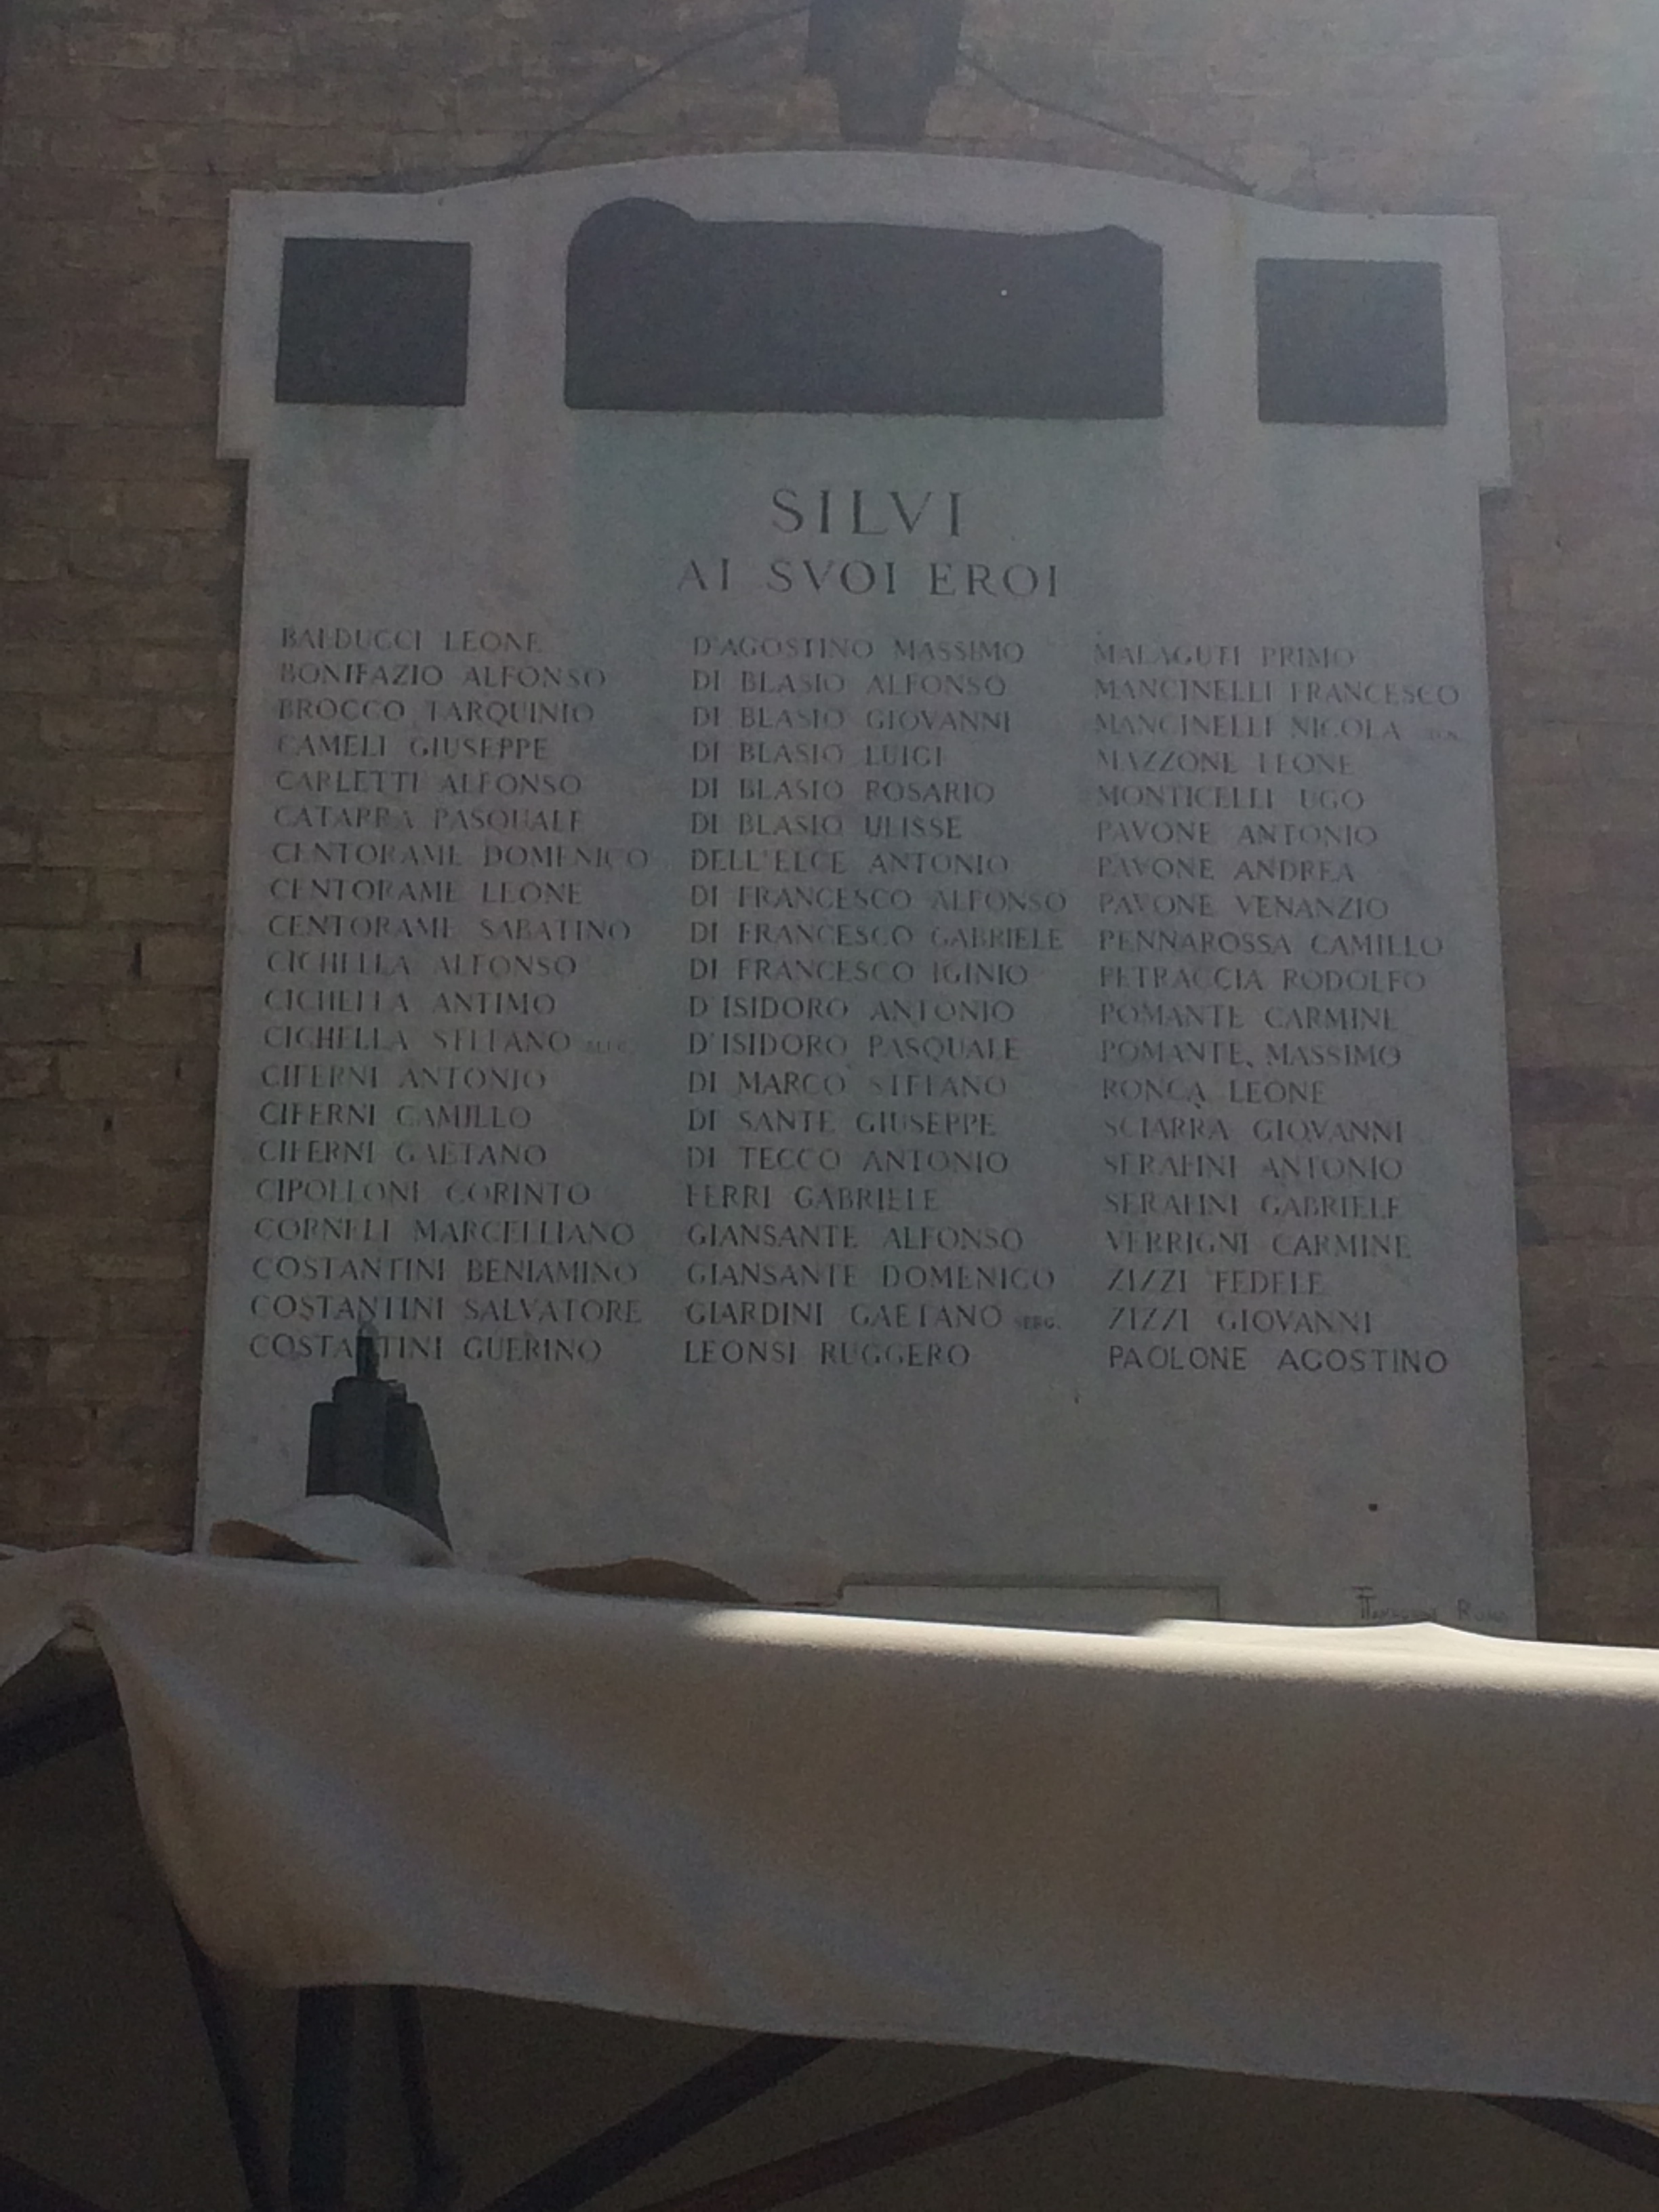 SILVI
AI SVOI EROI
BALDUCCI LEONE
BONIFAZIO ALFONSO
BROCCO TARQUINIO
CAMELI GIUSEPPE
CARLETTI ALFONSO
CATARRA PASQUALE
CENTORAME DOMENICO
CENTORAME LEONE
CENTORAME SABATINO
CICHELLA ALFONSO
CICHELLA ANTIMO
CICHELLA STEFANO
CIFERNI ANTONIO
CIFERNI CAMILLO
CIFERNI GAETANO
CIPOLLONI CORINTO
CORNELI MARCELLIANO
COSTANTINI BENIAMINO
COSTANTINI SALVATORE
COSTANTINI GUERINO
D'AGOSTINO MASSIMO
DI BLASIO ALFONSO
DI BLASIO GIOVANNI
DI BLASIO LUIGI
DI BLASIO ROSARIO
DI BLASIO ULISSE
DELL'ELCE ANTONIO
DI FRANCESCO ALFONSO
DI FRANCESCO GABRIELE
DI FRANCESCO IGINIO
D'ISIDORO ANTONIO
D'ISIDORO PASQUALE
DI MARCO STEFANO
DI SANTE GIUSEPPE
DI TECCO ANTONIO
FERRI GABRIELE
GIANSANTE ALFONSO
GIANSANTE DOMENICO
GIARDINI GAETANO SERG.
LEONSI RUGGERO
MALAGUTI PRIMO
MANCINELLI FRANCESCO
MANCINELLI NICOLA
MAZZONE LEONE
MONTICELLI UGO
PAVONE ANTONIO
PAVONE ANDREA
PAVONE VENANZIO
PENNAROSSA CAMILLO
PETRACCIA RODOLFO
POMANTE CARMINE
POMANTE MASSIMO
RONCA LEONE
SCIARRA GIOVANNI
SERAFINI ANTONIO
SERAFINI GABRIELE
VERRIGNI CARMINE
ZIZZI FEDELE
ZIZZI GIOVANNI
PAOLONE AGOSTINO